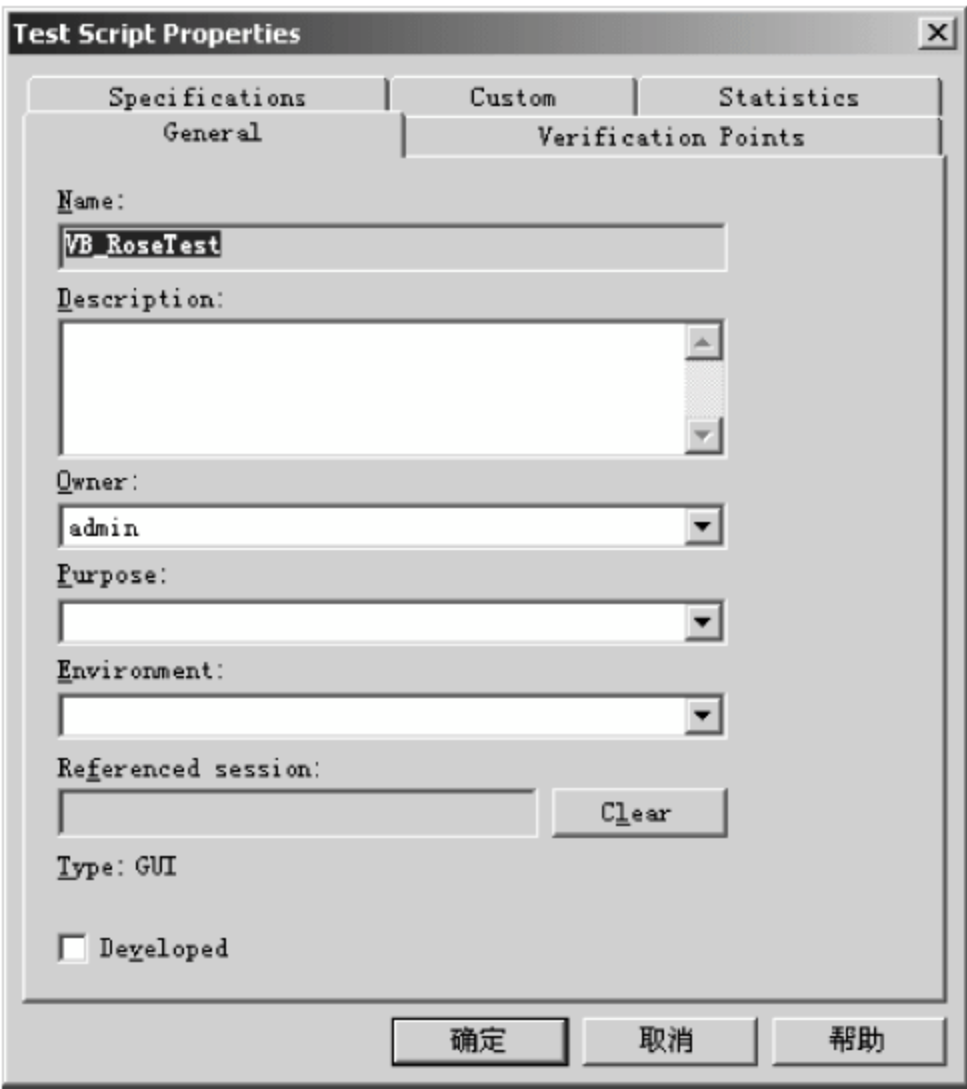 Test Script Properties
Specifications Custom Statistics
General Verification Points
Name:
VB_RoseTest
Description:
Owner:
admin
Purpose:
Environment:
Referenced session:
Clear
Type: GUI
Developed
确定 取消 帮助